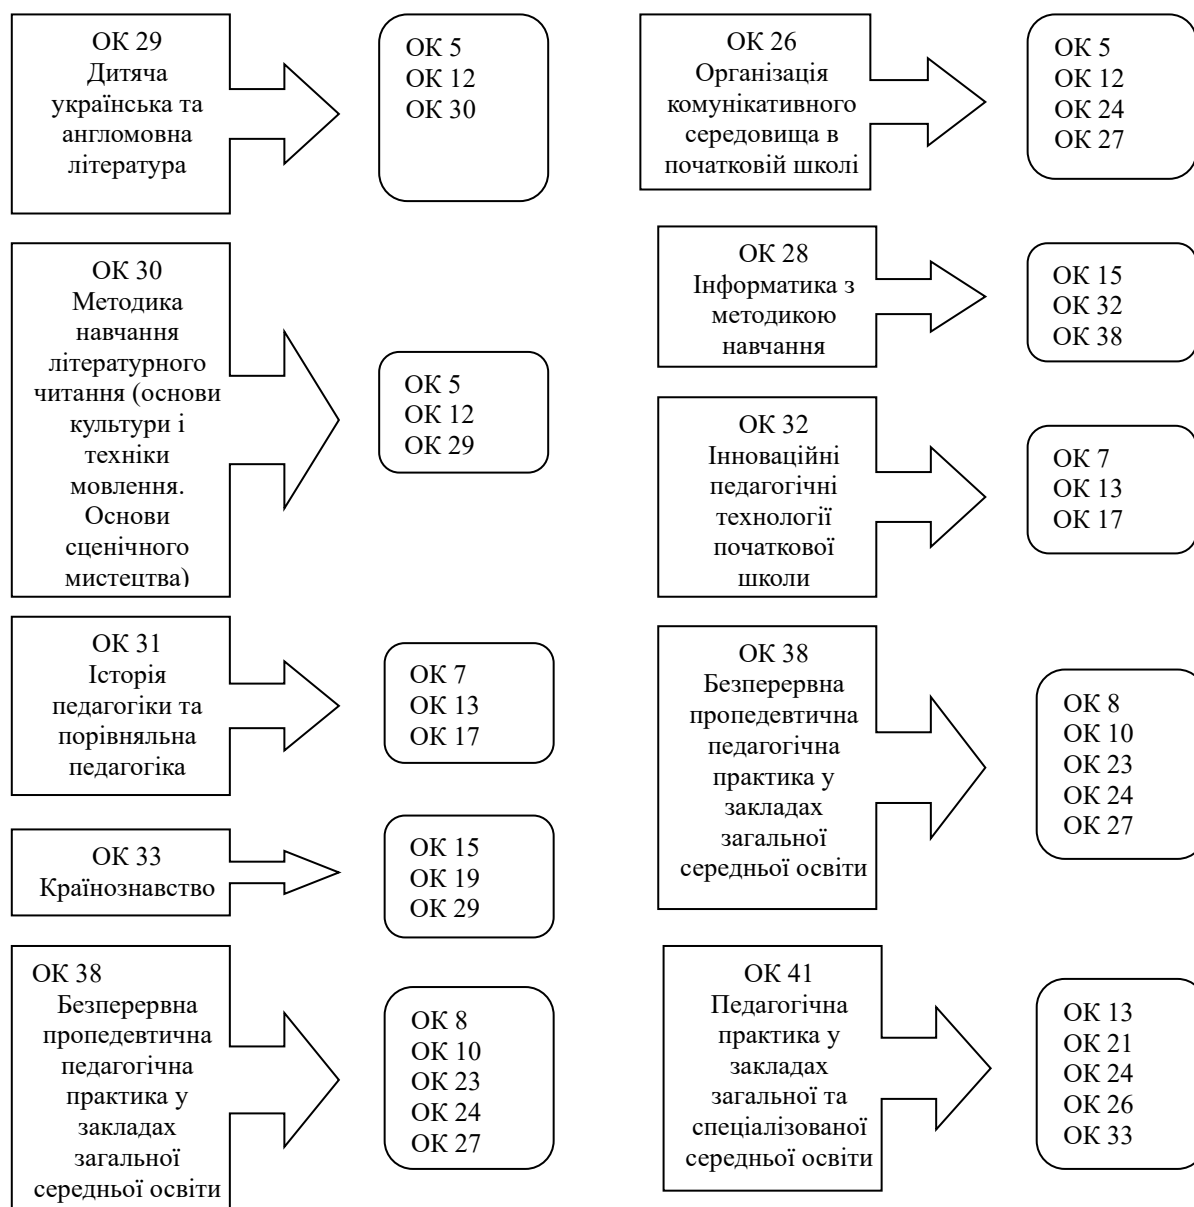 ОК 29
Дитяча
українська та
англомовна
література
ОК 5
ОК 12
ОК 30
ОК 30
Методика
навчання
літературного
читання (основи
культури і
техніки
мовлення.
Основи
сценічного
мистецтва)
ОК 5
ОК 12
ОК 29
ОК 31
Історія
педагогіки та
порівняльна
педагогіка
ОК 7
ОК 13
ОК 17
ОК 33
Країнознавство
ОК 15
ОК 19
ОК 29
ОК 38
Безперервна
пропедевтична
педагогічна
практика у
закладах
загальної
середньої освіти
ОК 8
ОК 10
ОК 23
ОК 24
ОК 27
ОК 26
Організація
комунікативного
середовища в
початковій школі
ОК 5
ОК 12
ОК 24
ОК 27
ОК 28
Інформатика з
методикою
навчання
ОК 15
ОК 32
ОК 38
ОК 32
Інноваційні
педагогічні
технології
початкової
школи
ОК 7
ОК 13
ОК 17
ОК 38
Безперервна
пропедевтична
педагогічна
практика у
закладах
загальної
середньої освіти
ОК 8
ОК 10
ОК 23
ОК 24
ОК 27
ОК 41
Педагогічна
практика у
закладах
загальної та
спеціалізованої
середньої освіти
ОК 13
ОК 21
ОК 24
ОК 26
ОК 33